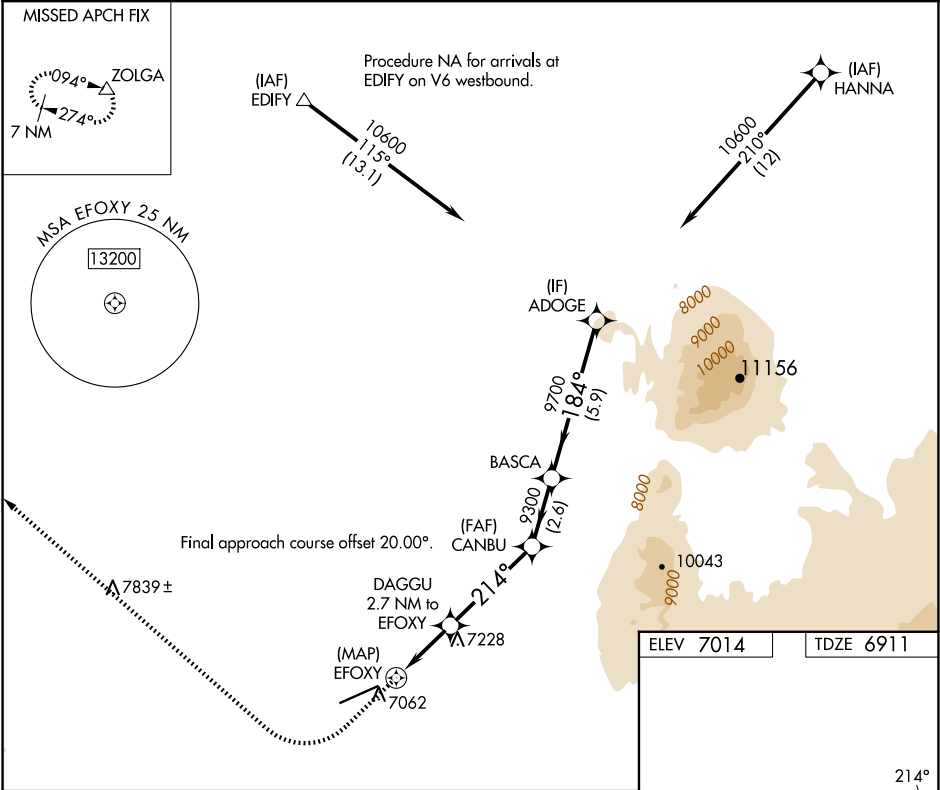 MISSED APCH FIX
094°
ZOLGA
274°
7 NM
(IAF)
EDIFY
Procedure NA for arrivals at
EDIFY on V6 westbound.
(IAF)
HANNA
10600
115°
(13.1)
10600
210°
(12)
MSA EFOXY 25 NM
13200
(IF)
ADOGE
8000
9000
10000
11156
9700
184°
(5.9)
BASCA
9300
(2.6)
8000
(FAF)
CANBU
Final approach course offset 20.00°.
10043
9000
214°
7839±
DAGGU
2.7 NM to
EFOXY
7228
(MAP)
EFOXY
7062
ELEV 7014
TDZE 6911
214°